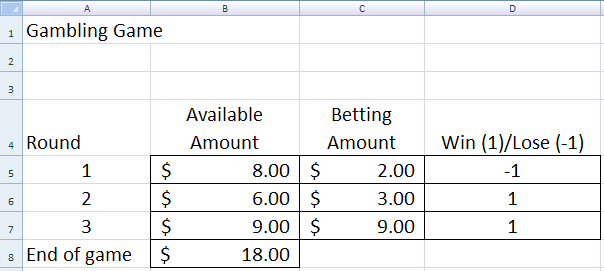 A B C D
1 Gambling Game
2
3
Available Betting
4 Round Amount Amount Win (1)/Lose (-1)
5 1 $ 8.00 $ 2.00 -1
6 2 $ 6.00 $ 3.00 1
7 3 $ 9.00 $ 9.00 1
8 End of game $ 18.00